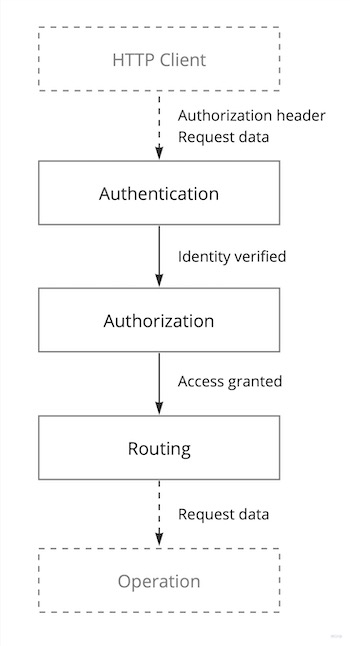 HTTP Client
Authorization header
Request data
Authentication
Identity verified
Authorization
Access granted
Routing
Request data
Operation